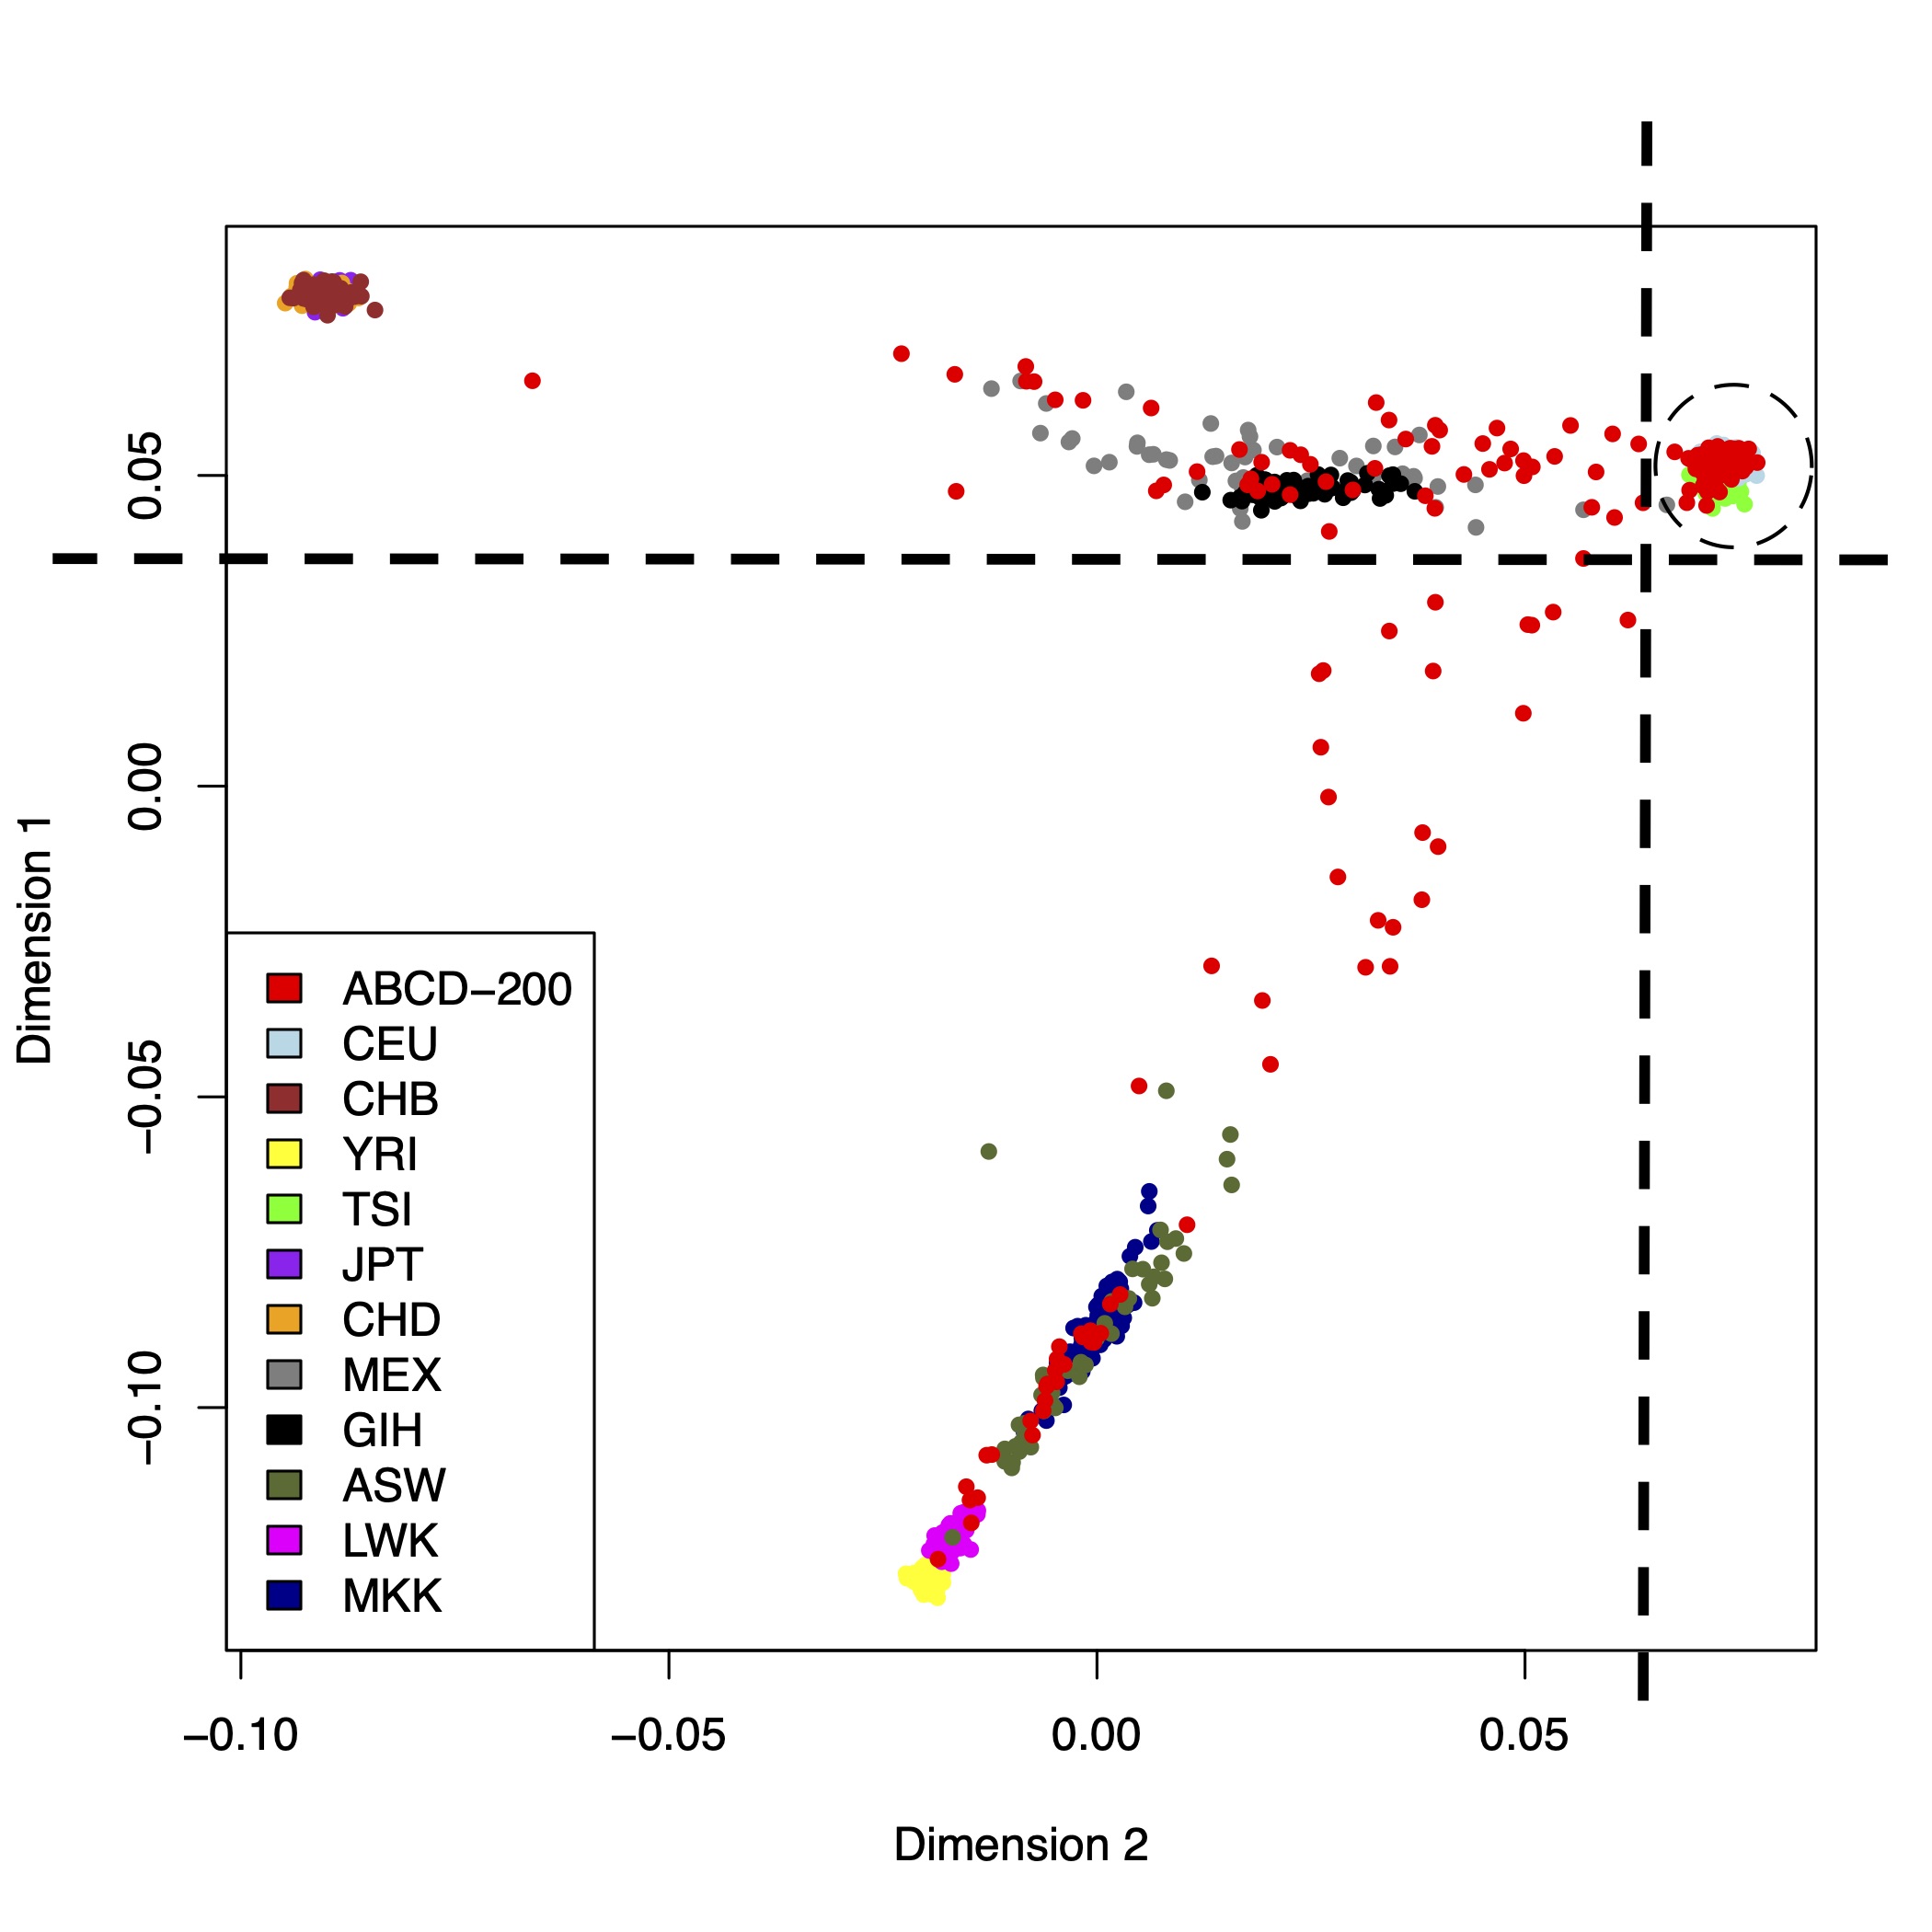 Dimension 1
0.05
0.00
−0.05
−0.10
ABCD−200
CEU
CHB
YRI
TSI
JPT
CHD
MEX
GIH
ASW
LWK
MKK
−0.10 −0.05 0.00 0.05
Dimension 2